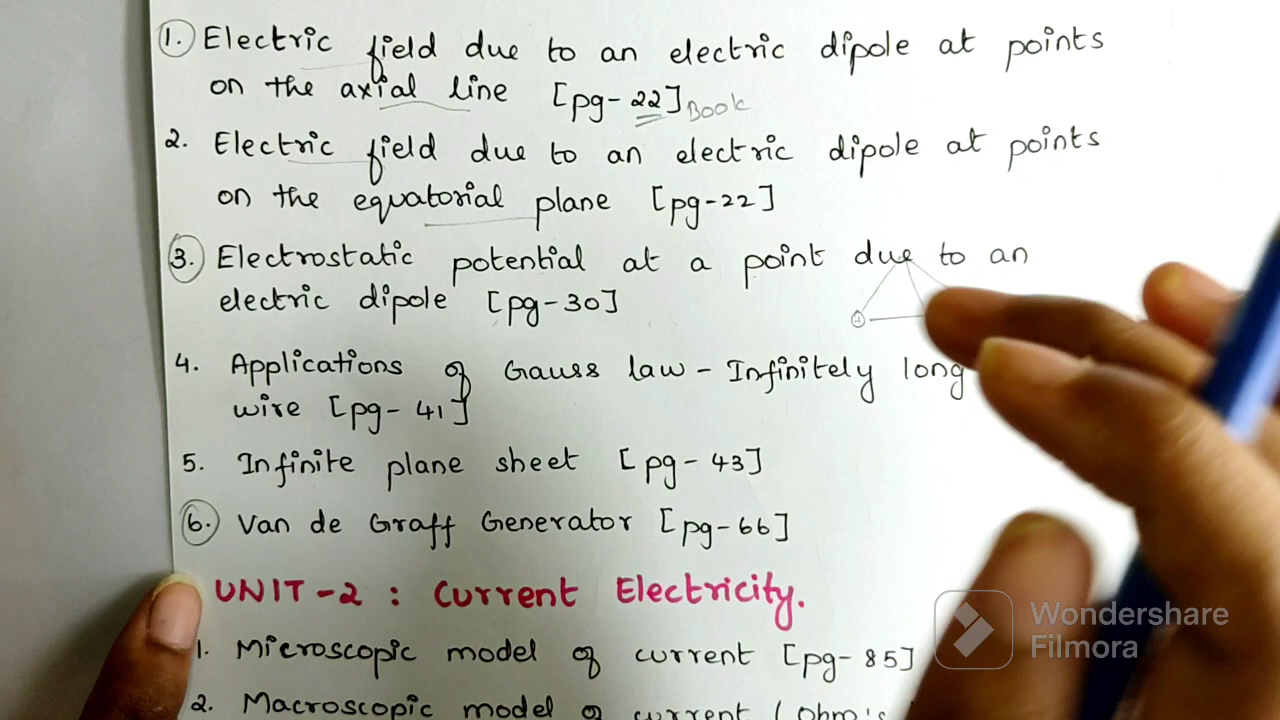 1. Electric field due to an electric dipole at points
on the axial line [pg-22] Book
2. Electric field due to an electric dipole at points
on the equatorial plane [pg-22]
3. Electrostatic potential at a point due to an
electric dipole [pg-30]
4. Applications of Gauss law - Infinitely long
wire [pg-41]
5. Infinite plane sheet [pg-43]
6. Van de Graff Generator [pg-66]
UNIT-2 : Current Electricity.
1. Microscopic model of current [pg-85]
2. Macroscopic model of current (Ohm's
Wondershare
Filmora